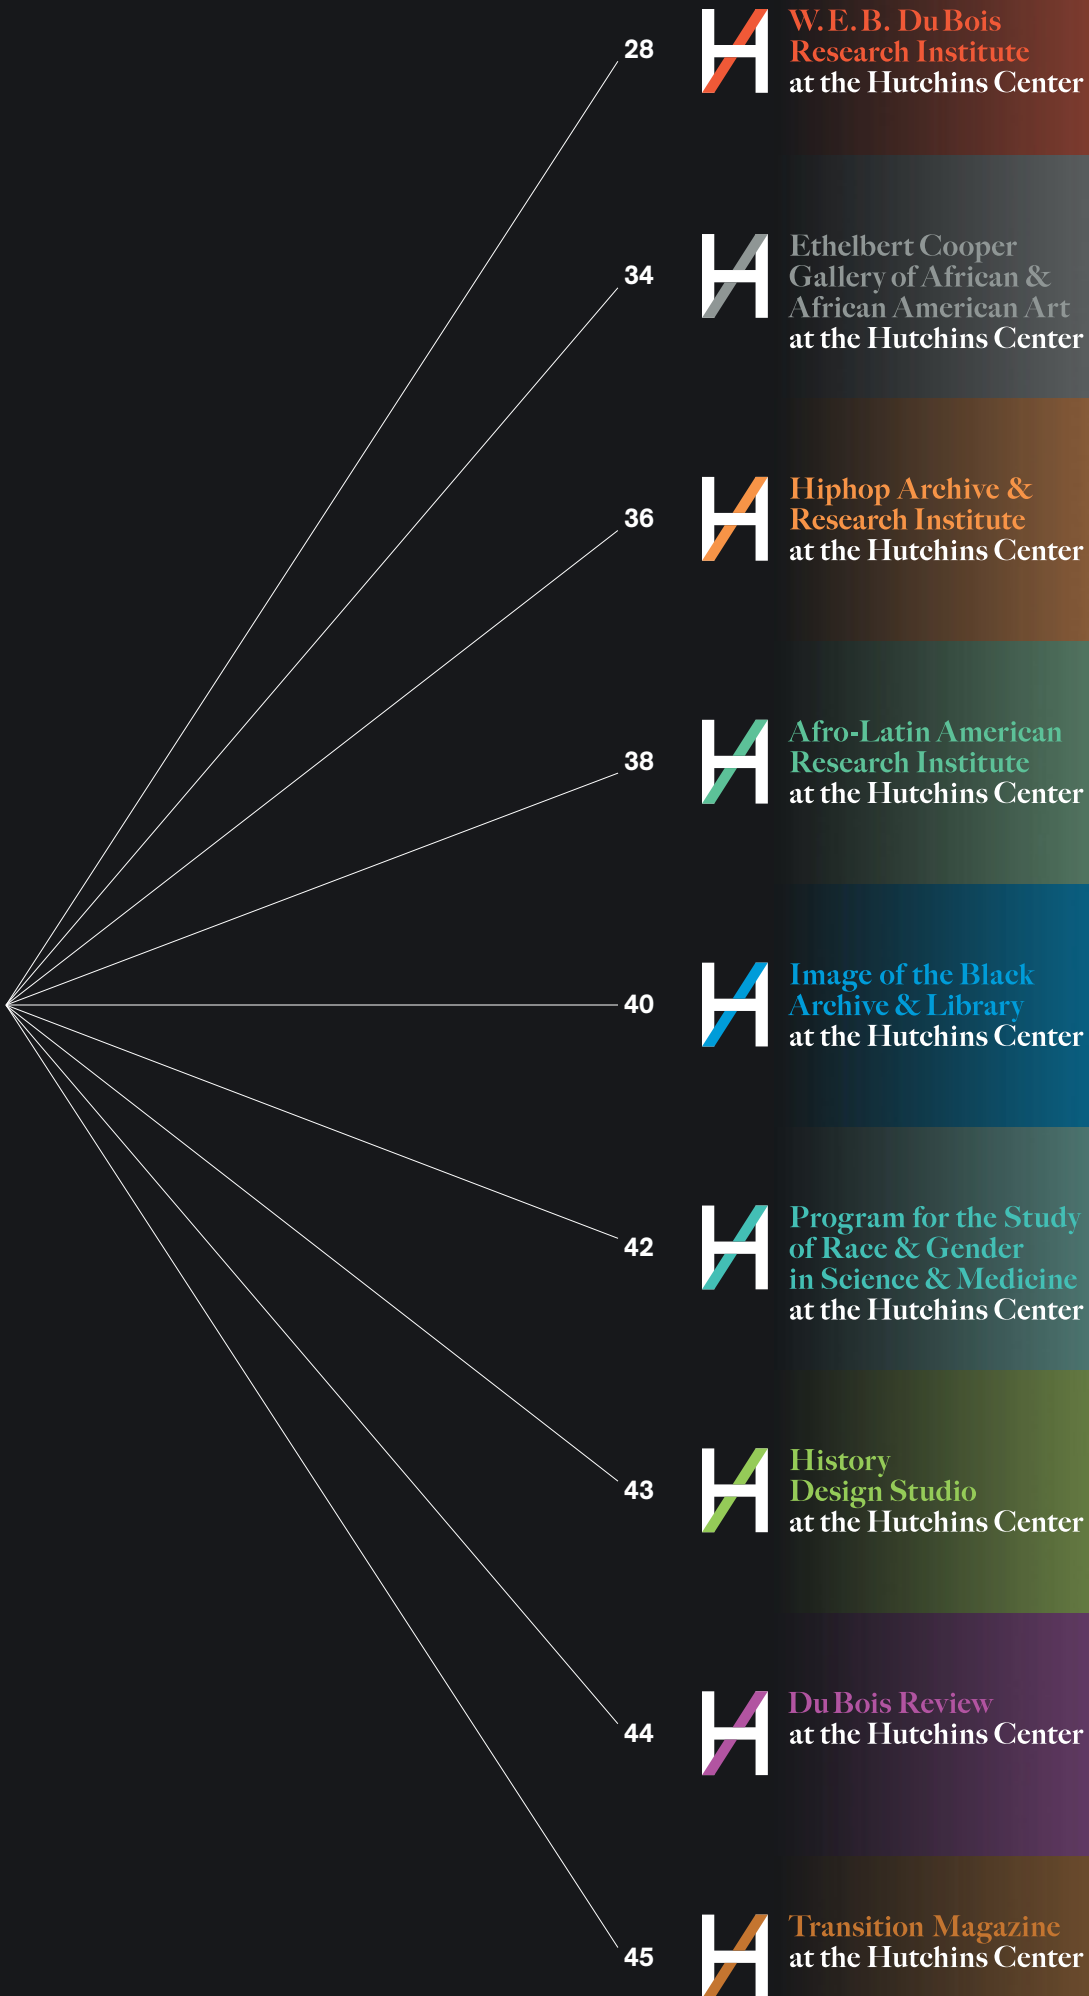 28
W. E. B. Du Bois
Research Institute
at the Hutchins Center
34
Ethelbert Cooper
Gallery of African &
African American Art
at the Hutchins Center
36
Hiphop Archive &
Research Institute
at the Hutchins Center
38
Afro-Latin American
Research Institute
at the Hutchins Center
40
Image of the Black
Archive & Library
at the Hutchins Center
42
Program for the Study
of Race & Gender
in Science & Medicine
at the Hutchins Center
43
History
Design Studio
at the Hutchins Center
44
Du Bois Review
at the Hutchins Center
45
Transition Magazine
at the Hutchins Center